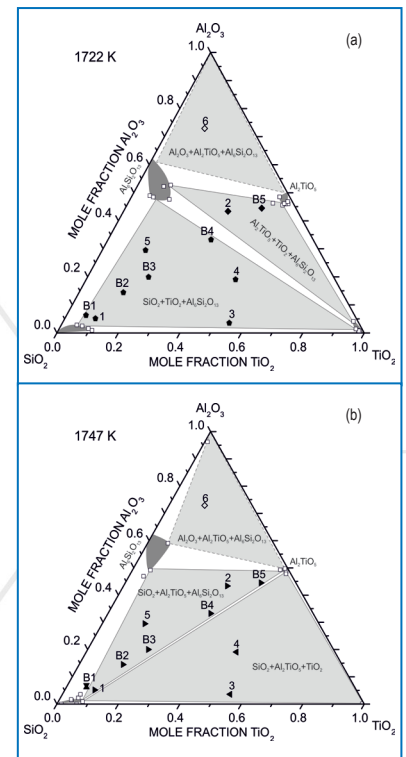 (a)
1722 K
Al₂O₃
1.0
0.8
6
Al₂O₃+Al₂TiO₅+Al₆Si₂O₁₃
0.6
Al₆Si₂O₁₃
Al₂TiO₅
MOLE FRACTION Al₂O₃
0.4
2
B5
Al₂TiO₅+TiO₂+Al₆Si₂O₁₃
5
B4
0.2
B2
B3
4
SiO₂+TiO₂+Al₆Si₂O₁₃
B1
1
3
0.0
SiO₂
0.0
0.2
0.4
0.6
0.8
1.0
TiO₂
MOLE FRACTION TiO₂
(b)
1747 K
Al₂O₃
1.0
0.8
6
Al₂O₃+Al₂TiO₅+Al₆Si₂O₁₃
0.6
Al₆Si₂O₁₃
Al₂TiO₅
MOLE FRACTION Al₂O₃
0.4
SiO₂+Al₂TiO₅+Al₆Si₂O₁₃
2
B5
5
B4
0.2
B2
B3
4
SiO₂+Al₂TiO₅+TiO₂
B1
1
3
0.0
SiO₂
0.0
0.2
0.4
0.6
0.8
1.0
TiO₂
MOLE FRACTION TiO₂